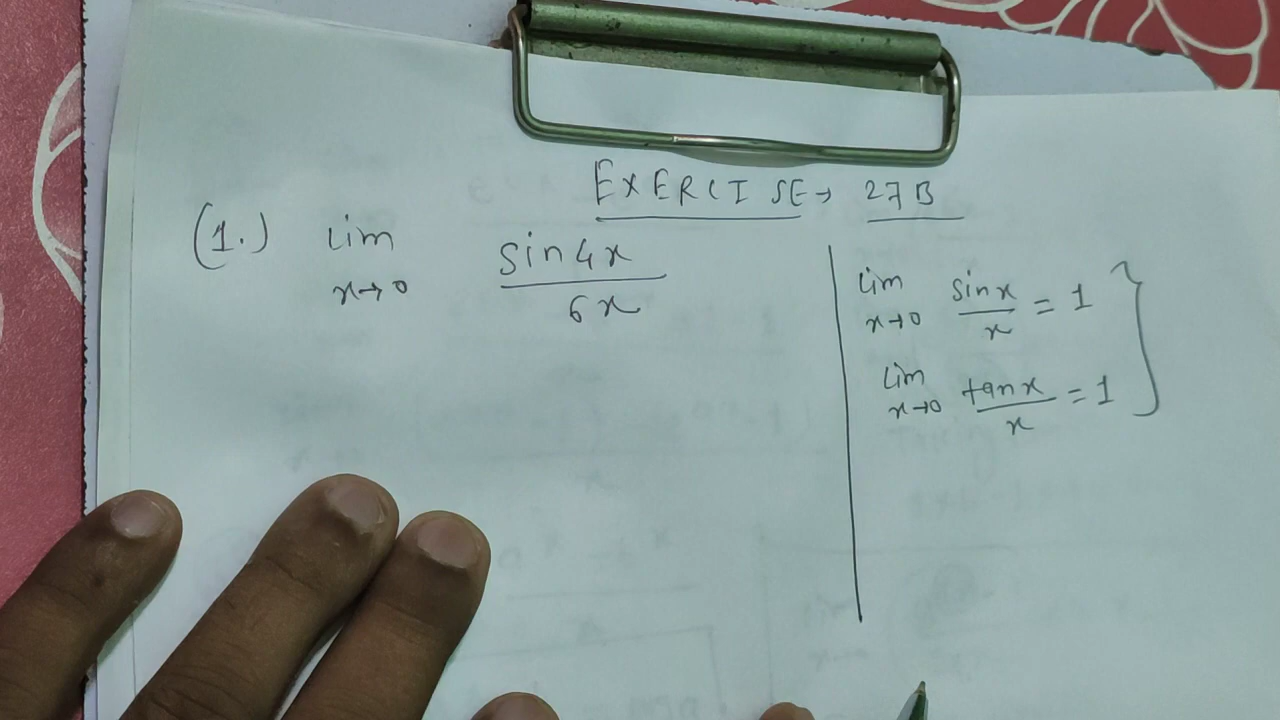 EXERCISE→ 27B
(1.) lim sin4x
x→0 6x
lim sinx = 1
x→0 x
lim tanx = 1
x→0 x